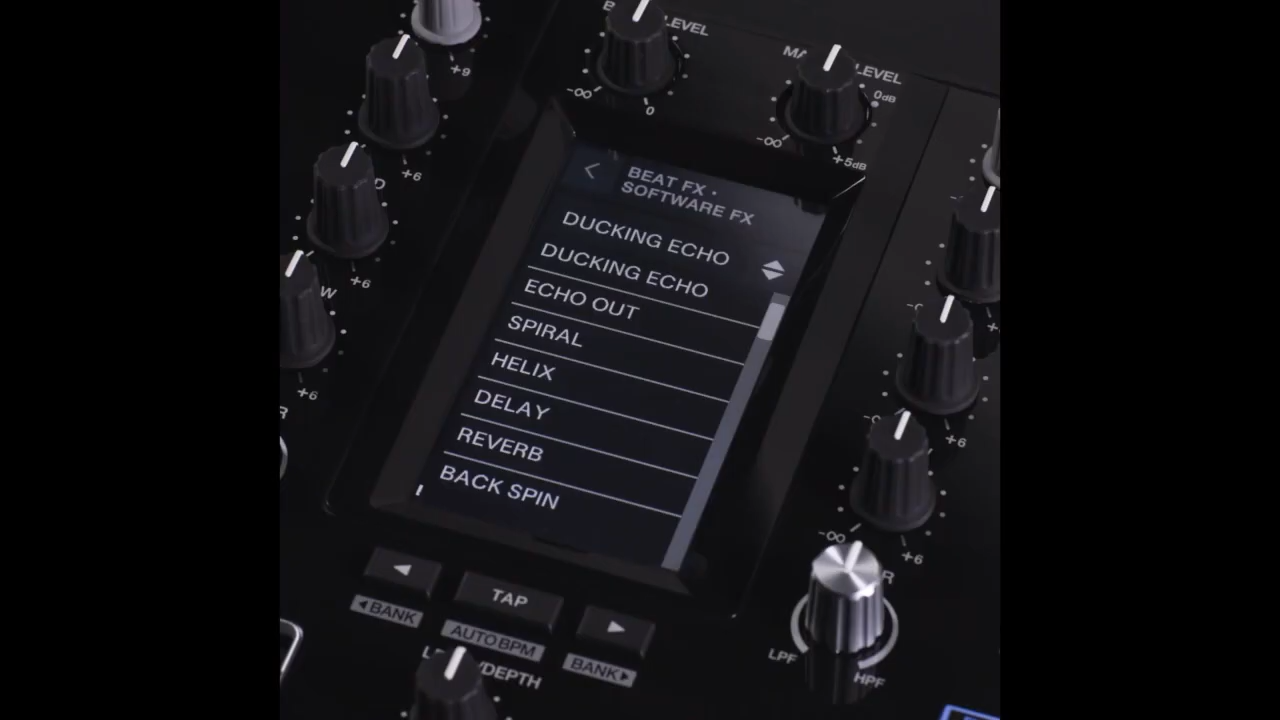 LEVEL
LEVEL
+9
-∞
0
0dB
-∞
+5dB
+6
BEAT FX •
SOFTWARE FX
DUCKING ECHO
DUCKING ECHO
ECHO OUT
SPIRAL
HELIX
DELAY
REVERB
BACK SPIN
+6
+6
+6
-∞
+6
TAP
◄BANK
AUTO BPM
BANK►
/DEPTH
LPF
HPF